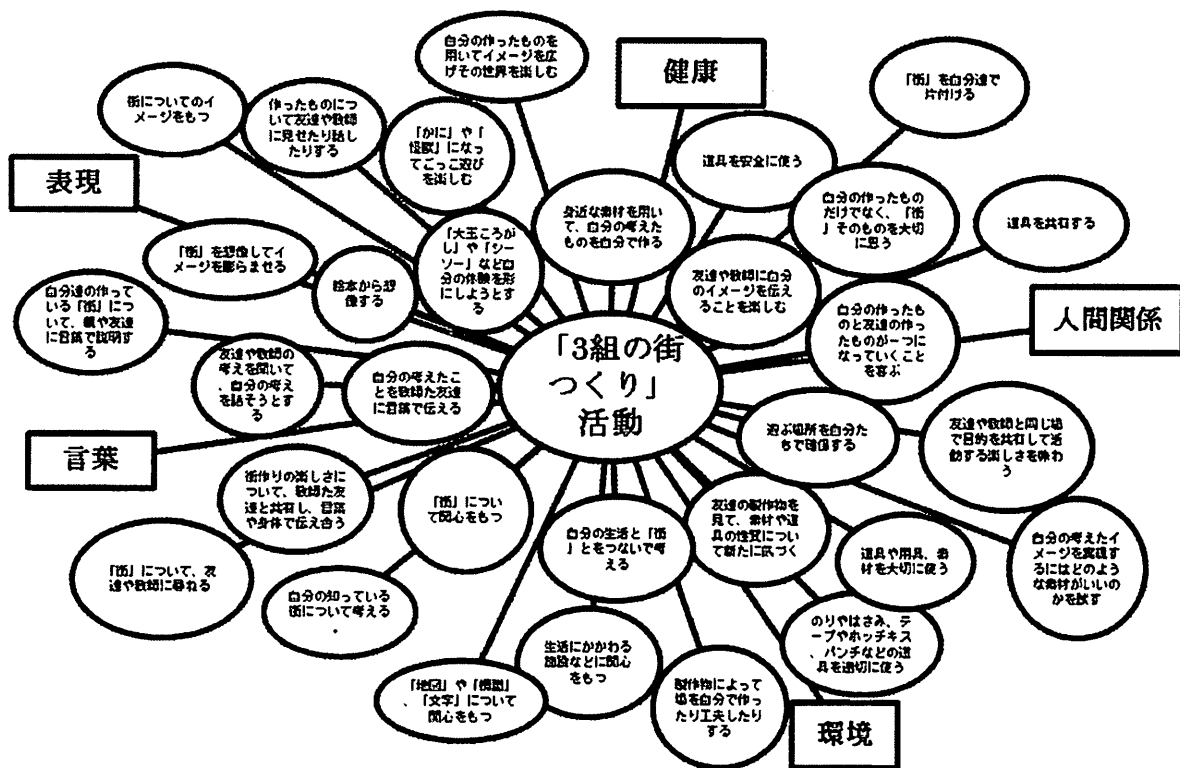 自分の作ったものを
用いてイメージを広
げその世界を楽しむ
健康
「街」を自分達で
片付ける
街についてのイ
メージをもつ
作ったものにつ
いて友達や教師
に見せたり話し
たりする
「かに」や「
怪獣」になっ
てごっこ遊び
を楽しむ
道具を安全に使う
表現
身近な素材を用い
て、自分の考えた
ものを自分で作る
自分の作ったもの
だけでなく、「街
」そのものを大切
に思う
道具を共有する
「街」を想像してイ
メージを膨らませる
絵本から想
像する
「大玉ころが
し」や「シー
ソー」など自
分の体験を形
にしようとす
る
友達や教師に自分
のイメージを伝え
ることを楽しむ
自分達の作って
いる「街」につ
いて、親や友達
に言葉で説明す
る
自分の作ったも
のと友達の作っ
たものが一つに
なっていくこと
を喜ぶ
人間関係
「3組の街
つくり」
活動
友達や教師の
考えを聞いて
、自分の考え
を話そうとす
る
自分の考えたこ
とを教師た友達
に言葉で伝える
遊ぶ場所を自分た
ちで確保する
友達や教師と同じ場
で目的を共有して活
動する楽しさを味わ
う
言葉
街作りの楽しさに
ついて、教師た友
達と共有し、言葉
や身体で伝え合う
「街」につい
て関心をもつ
自分の生活と「街
」とをつないで考
える
友達の製作物を
見て、素材や道
具の性質につい
て新たに気づく
道具や用具、素
材を大切に使う
自分の考えたイ
メージを実現す
るにはどのよう
な素材がいいの
かを試す
「街」について、友
達や教師に尋ねる
自分の知っている
街について考える
。
のりやはさみ、テ
ープやホッチキス
、パンチなどの道
具を適切に使う
「地図」や「標識」
、「文字」について
関心をもつ
生活にかかわる
施設などに関心
をもつ
製作物によって
場を自分で作っ
たり工夫したり
する
環境